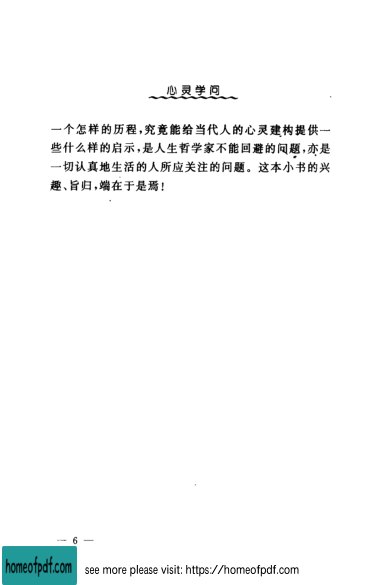 心灵学问
一个怎样的历程,究竟能给当代人的心灵建构提供一
些什么样的启示,是人生哲学家不能回避的问题,亦是
一切认真地生活的人所应关注的问题。这本小书的兴
趣、旨归,端在于是焉!
— 6 —
homeofpdf.com
see more please visit: https://homeofpdf.com